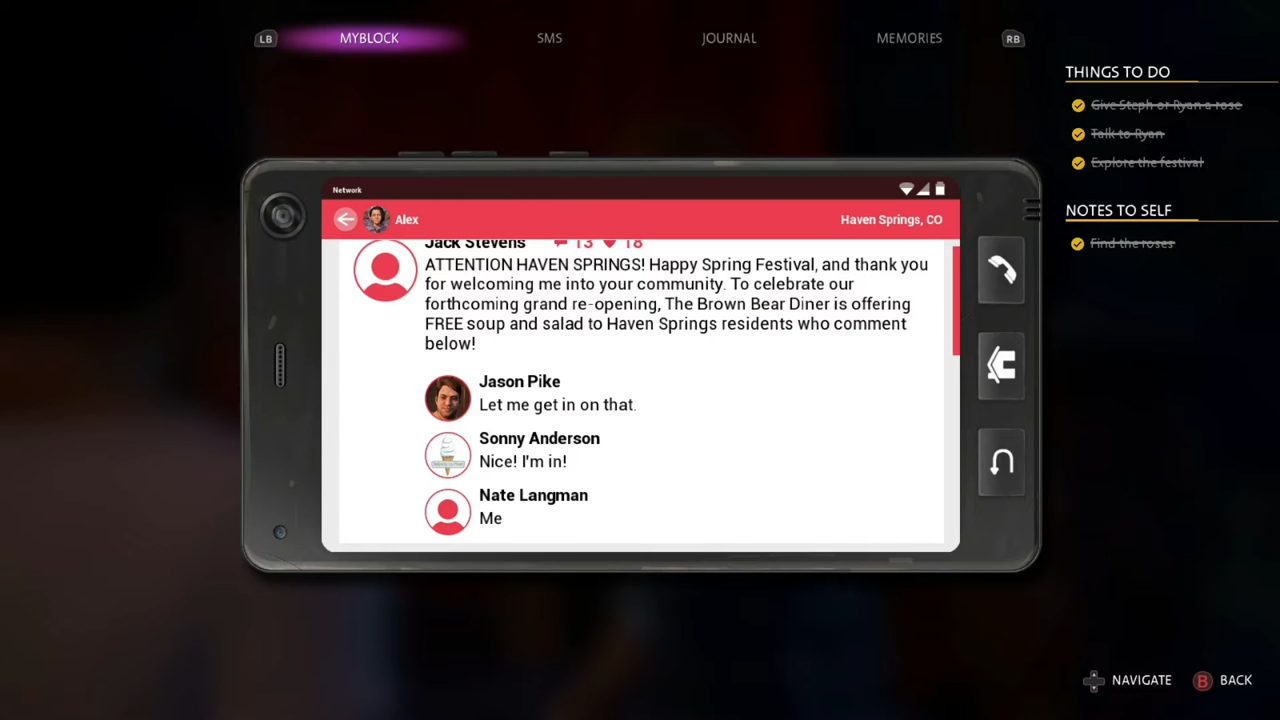 LB
MYBLOCK
SMS
JOURNAL
MEMORIES
RB
THINGS TO DO
Give Steph or Ryan a rose
Talk to Ryan
Explore the festival
NOTES TO SELF
Find the roses
Network
Alex
Haven Springs, CO
Jack Stevens 13 18
ATTENTION HAVEN SPRINGS! Happy Spring Festival, and thank you
for welcoming me into your community. To celebrate our
forthcoming grand re-opening, The Brown Bear Diner is offering
FREE soup and salad to Haven Springs residents who comment
below!
Jason Pike
Let me get in on that.
Sonny Anderson
Nice! I'm in!
Nate Langman
Me
NAVIGATE
B BACK